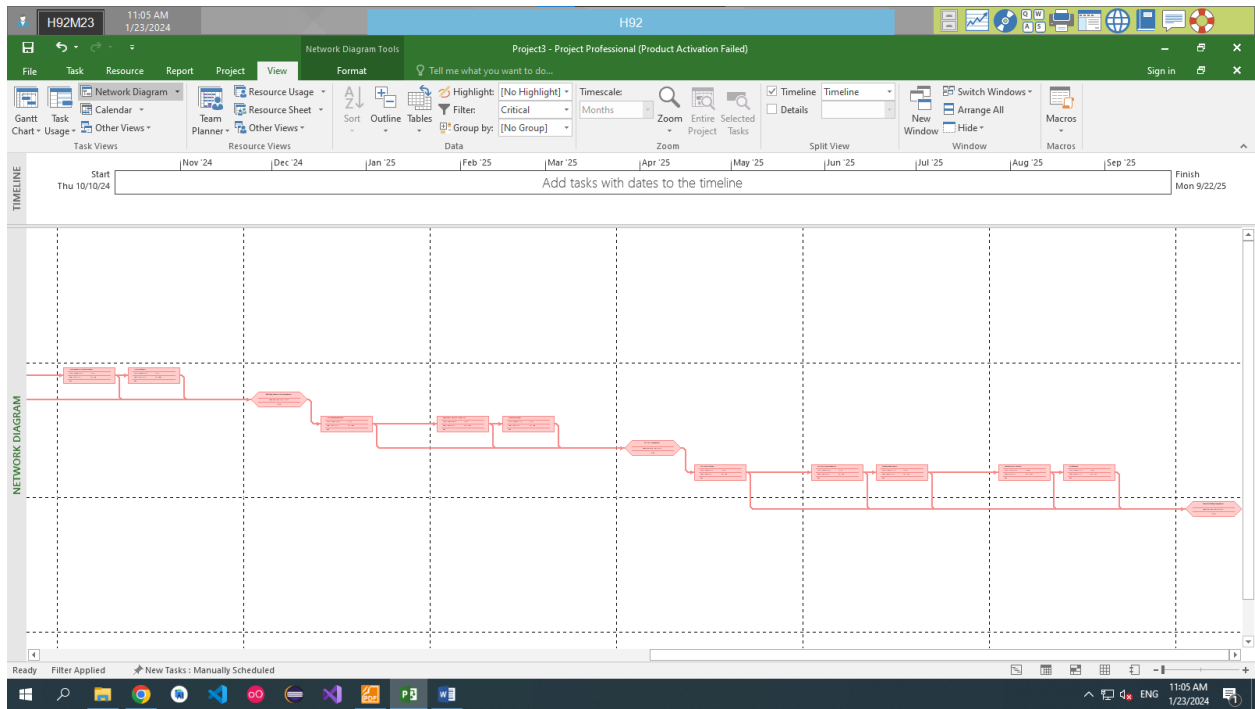 H92M23
11:05 AM
1/23/2024
H92
Q W
A S
Network Diagram Tools
Project3 - Project Professional (Product Activation Failed)
File Task Resource Report Project View Format Tell me what you want to do... Sign in
Gantt Chart
Task Usage
Network Diagram
Calendar
Other Views
Task Views
Team Planner
Resource Usage
Resource Sheet
Other Views
Resource Views
Sort
Outline
Tables
Highlight: [No Highlight]
Filter: Critical
Group by: [No Group]
Data
Timescale:
Months
Zoom
Entire Project
Selected Tasks
Zoom
Timeline Timeline
Details
Split View
New Window
Switch Windows
Arrange All
Hide
Window
Macros
Macros
TIMELINE
Nov '24 Dec '24 Jan '25 Feb '25 Mar '25 Apr '25 May '25 Jun '25 Jul '25 Aug '25 Sep '25
Start
Thu 10/10/24
Add tasks with dates to the timeline
Finish
Mon 9/22/25
NETWORK DIAGRAM
Ready Filter Applied New Tasks : Manually Scheduled
PDF
ENG
11:05 AM
1/23/2024
1